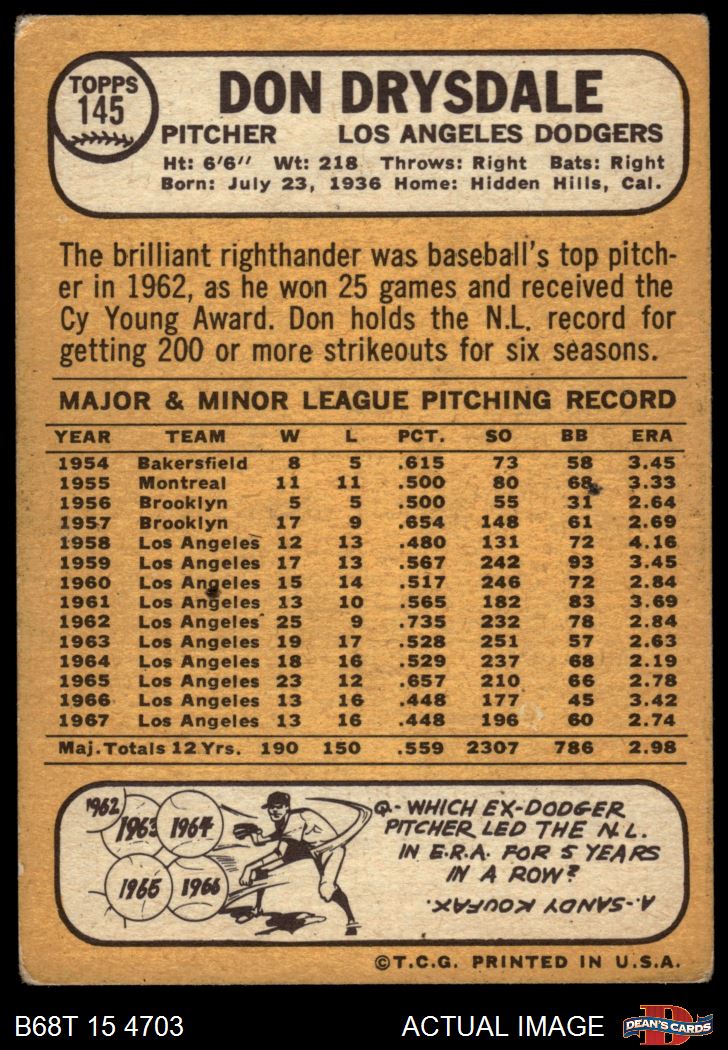 TOPPS
145
DON DRYSDALE
PITCHER LOS ANGELES DODGERS
Ht: 6'6" Wt: 218 Throws: Right Bats: Right
Born: July 23, 1936 Home: Hidden Hills, Cal.
The brilliant righthander was baseball's top pitch-
er in 1962, as he won 25 games and received the
Cy Young Award. Don holds the N.L. record for
getting 200 or more strikeouts for six seasons.
MAJOR & MINOR LEAGUE PITCHING RECORD
YEAR TEAM W L PCT. SO BB ERA
1954 Bakersfield 8 5 .615 73 58 3.45
1955 Montreal 11 11 .500 80 68 3.33
1956 Brooklyn 5 5 .500 55 31 2.64
1957 Brooklyn 17 9 .654 148 61 2.69
1958 Los Angeles 12 13 .480 131 72 4.16
1959 Los Angeles 17 13 .567 242 93 3.45
1960 Los Angeles 15 14 .517 246 72 2.84
1961 Los Angeles 13 10 .565 182 83 3.69
1962 Los Angeles 25 9 .735 232 78 2.84
1963 Los Angeles 19 17 .528 251 57 2.63
1964 Los Angeles 18 16 .529 237 68 2.19
1965 Los Angeles 23 12 .657 210 66 2.78
1966 Los Angeles 13 16 .448 177 45 3.42
1967 Los Angeles 13 16 .448 196 60 2.74
Maj. Totals 12 Yrs. 190 150 .559 2307 786 2.98
1962
1963 1964
1965 1966
Q- WHICH EX-DODGER
PITCHER LED THE N.L.
IN E.R.A. FOR 5 YEARS
IN A ROW?
A.-SANDY KOUFAX.
©T.C.G. PRINTED IN U.S.A.
B68T 15 4703 ACTUAL IMAGE
D
DEAN'S CARDS